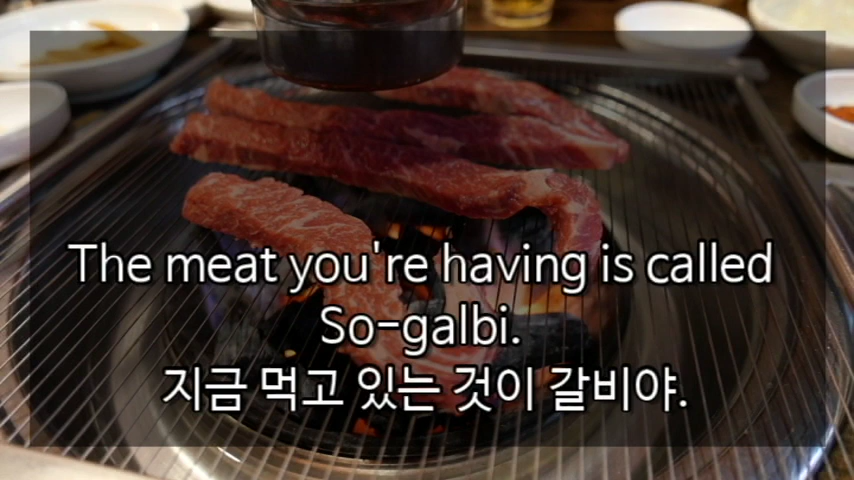 The meat you're having is called
So-galbi.
지금 먹고 있는 것이 갈비야.